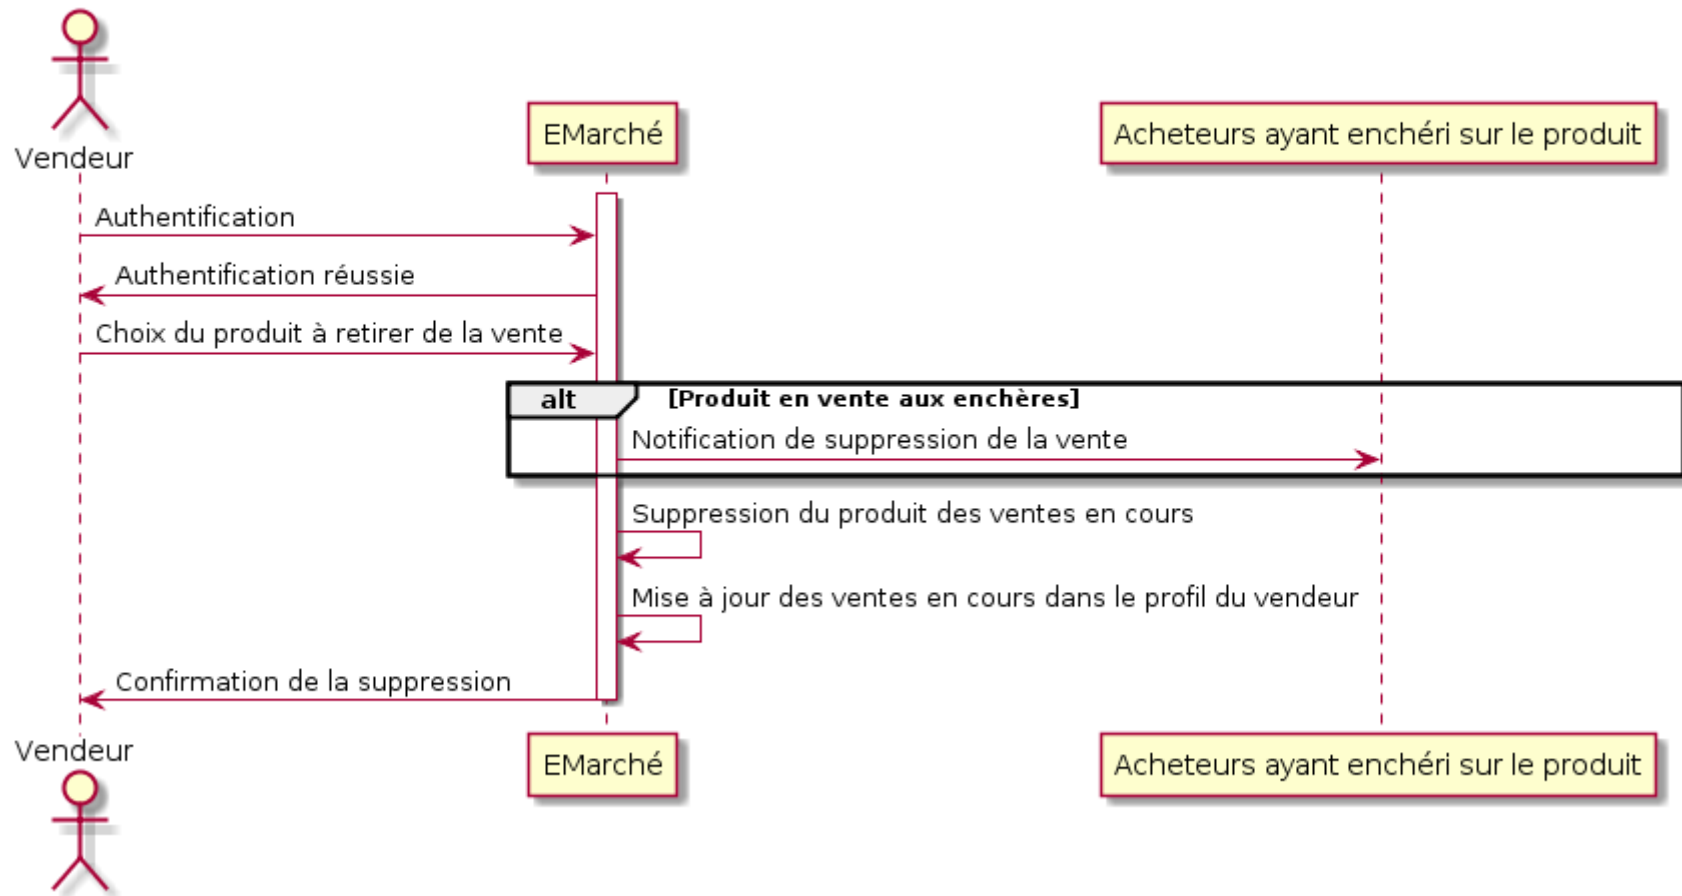 Vendeur
EMarché
Acheteurs ayant enchéri sur le produit
Authentification
Authentification réussie
Choix du produit à retirer de la vente
alt [Produit en vente aux enchères]
Notification de suppression de la vente
Suppression du produit des ventes en cours
Mise à jour des ventes en cours dans le profil du vendeur
Confirmation de la suppression
Vendeur
EMarché
Acheteurs ayant enchéri sur le produit